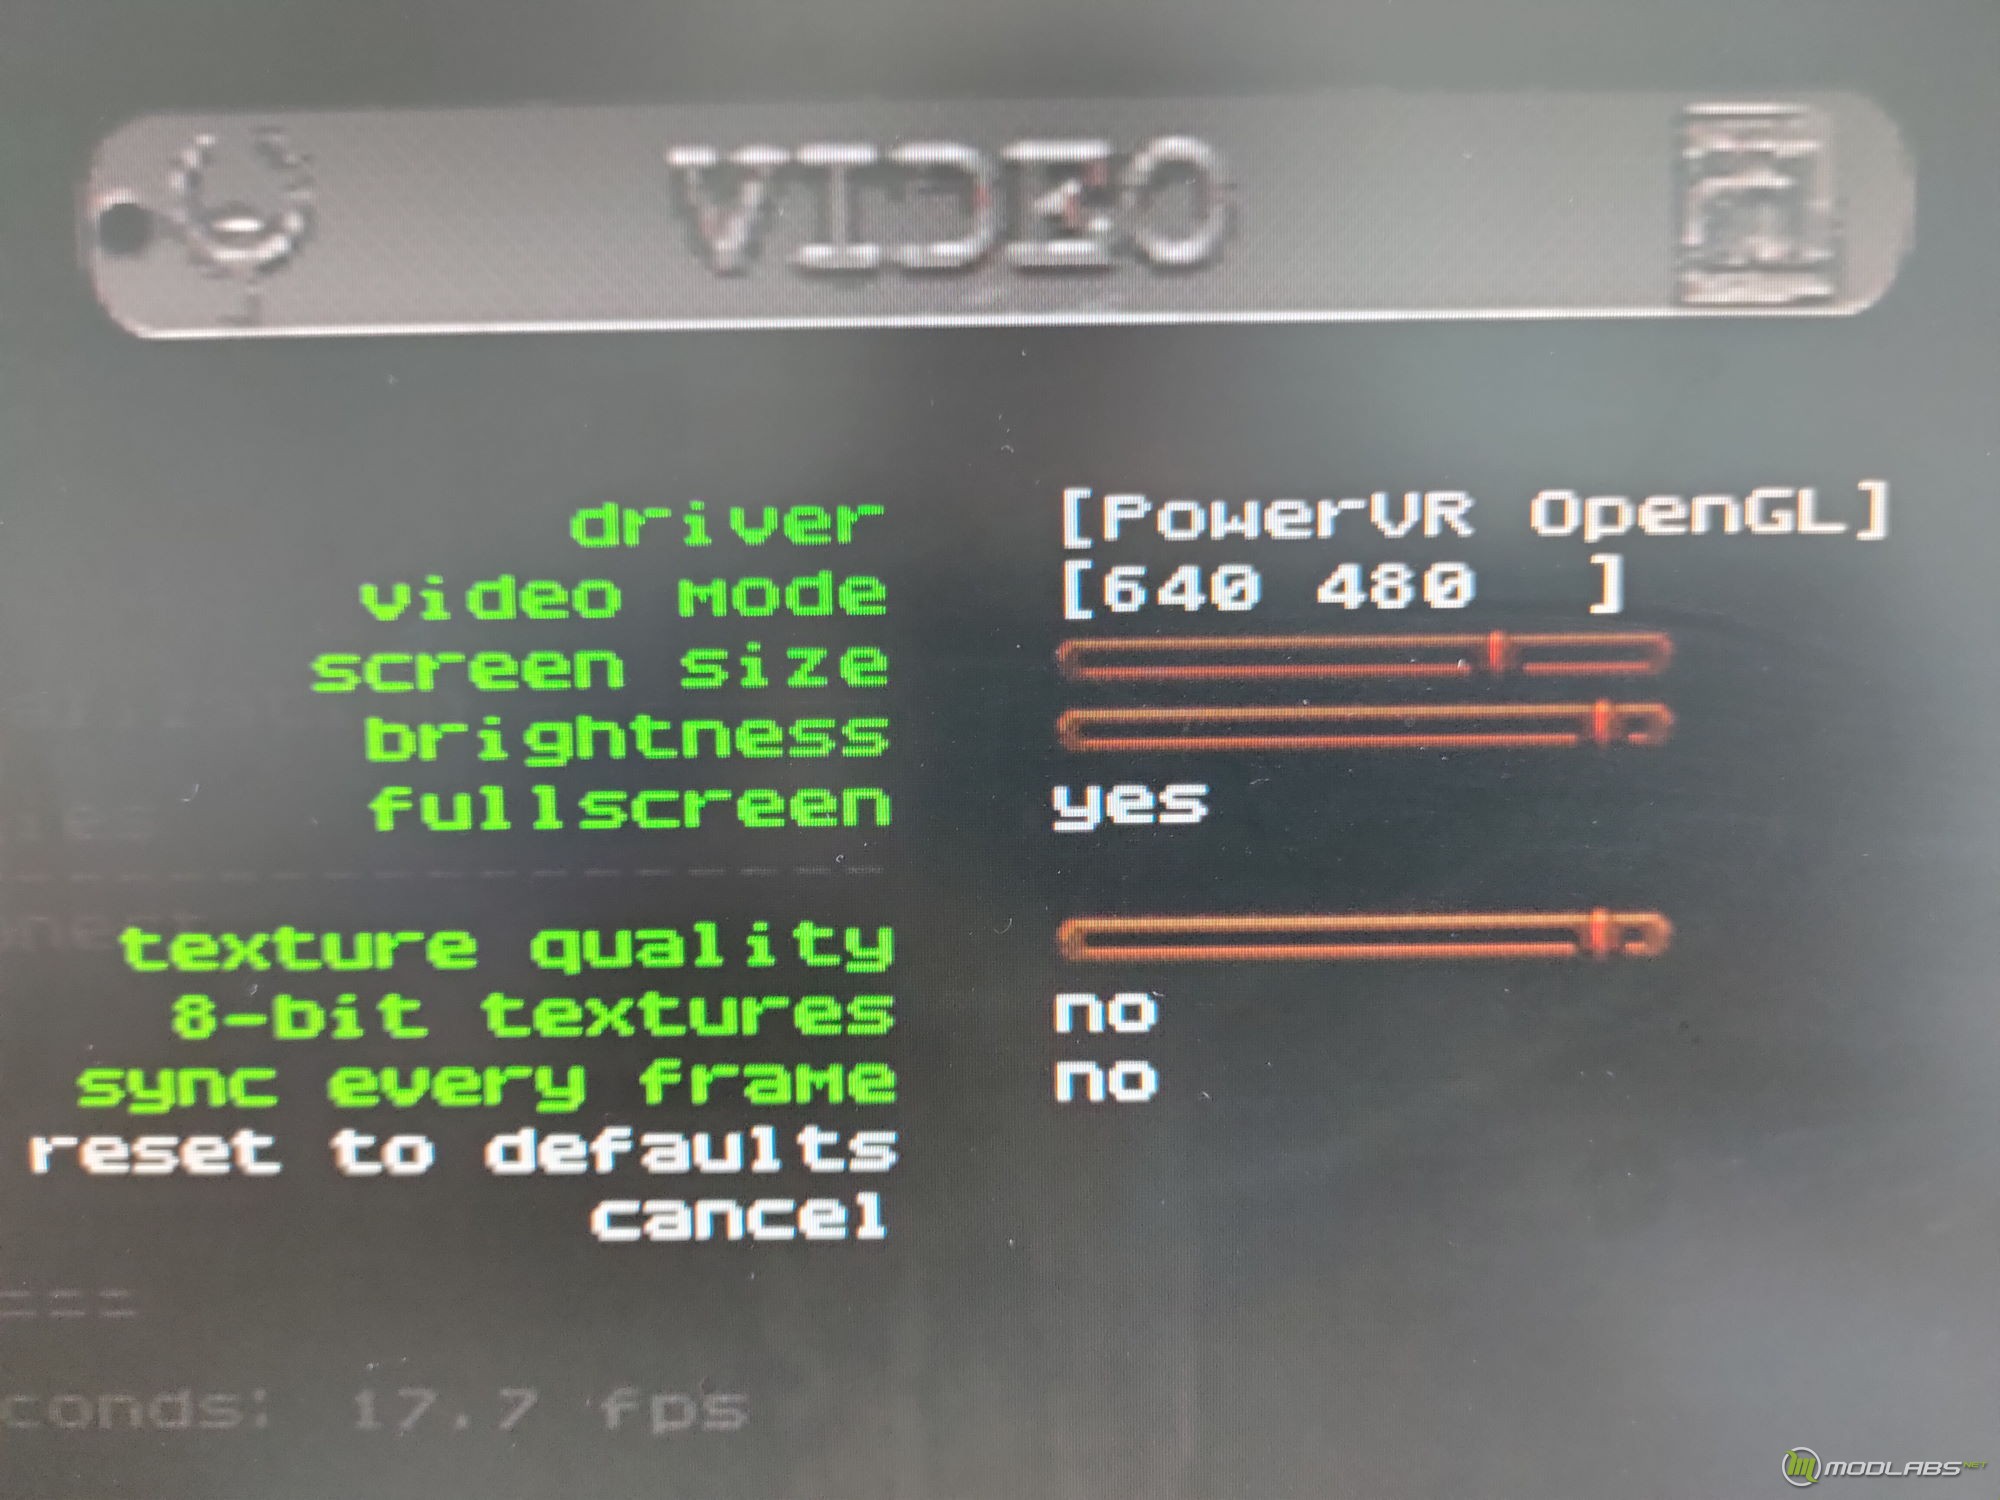 VIDEO
driver [PowerVR OpenGL]
video mode [640 480 ]
screen size
brightness
fullscreen yes
texture quality
8-bit textures no
sync every frame no
reset to defaults
cancel
===
conds: 17.7 fps
MODLABS.NET